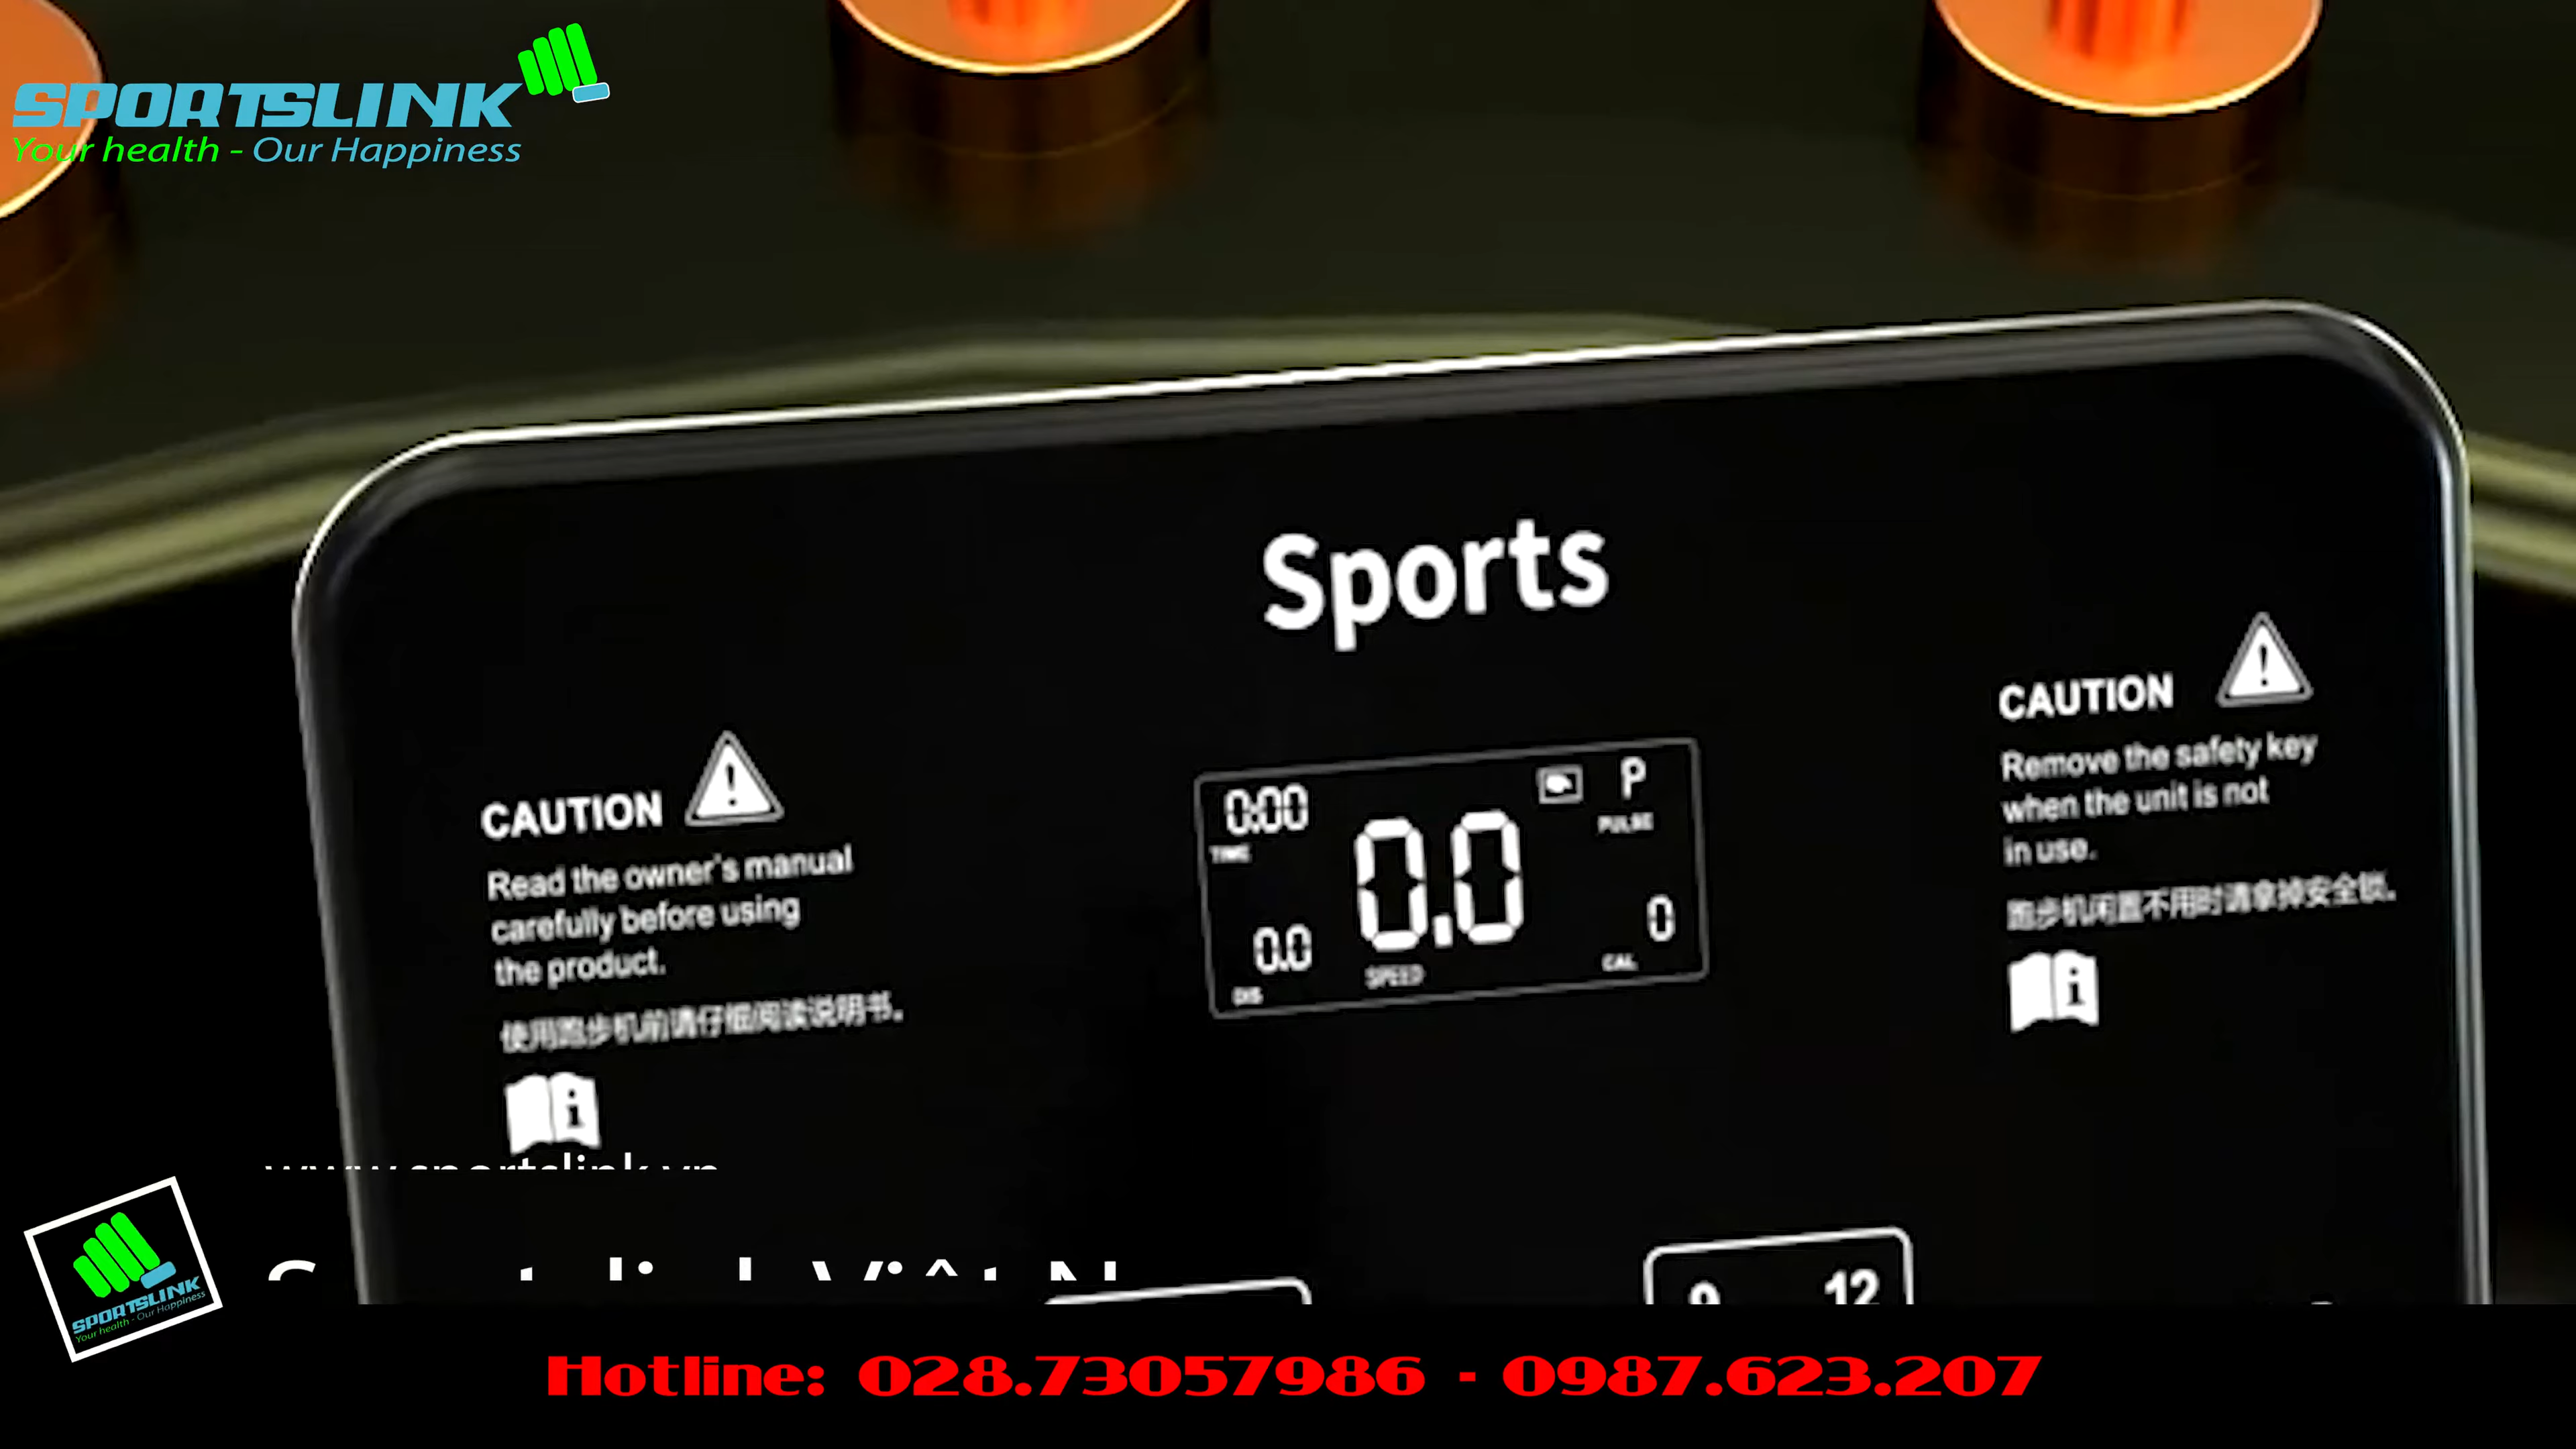 SPORTSLINK
Your health - Our Happiness
Sports
CAUTION
Read the owner's manual
carefully before using
the product.
使用跑步机前请仔细阅读说明书。
0:00
TIME
0.0
DIS
0.0
SPEED
P
PULSE
0
CAL
CAUTION
Remove the safety key
when the unit is not
in use.
跑步机闲置不用时请拿掉安全锁。
9 12
www.sportslink.vn
SPORTSLINK
Your health - Our Happiness
Hotline: 028.73057986 - 0987.623.207